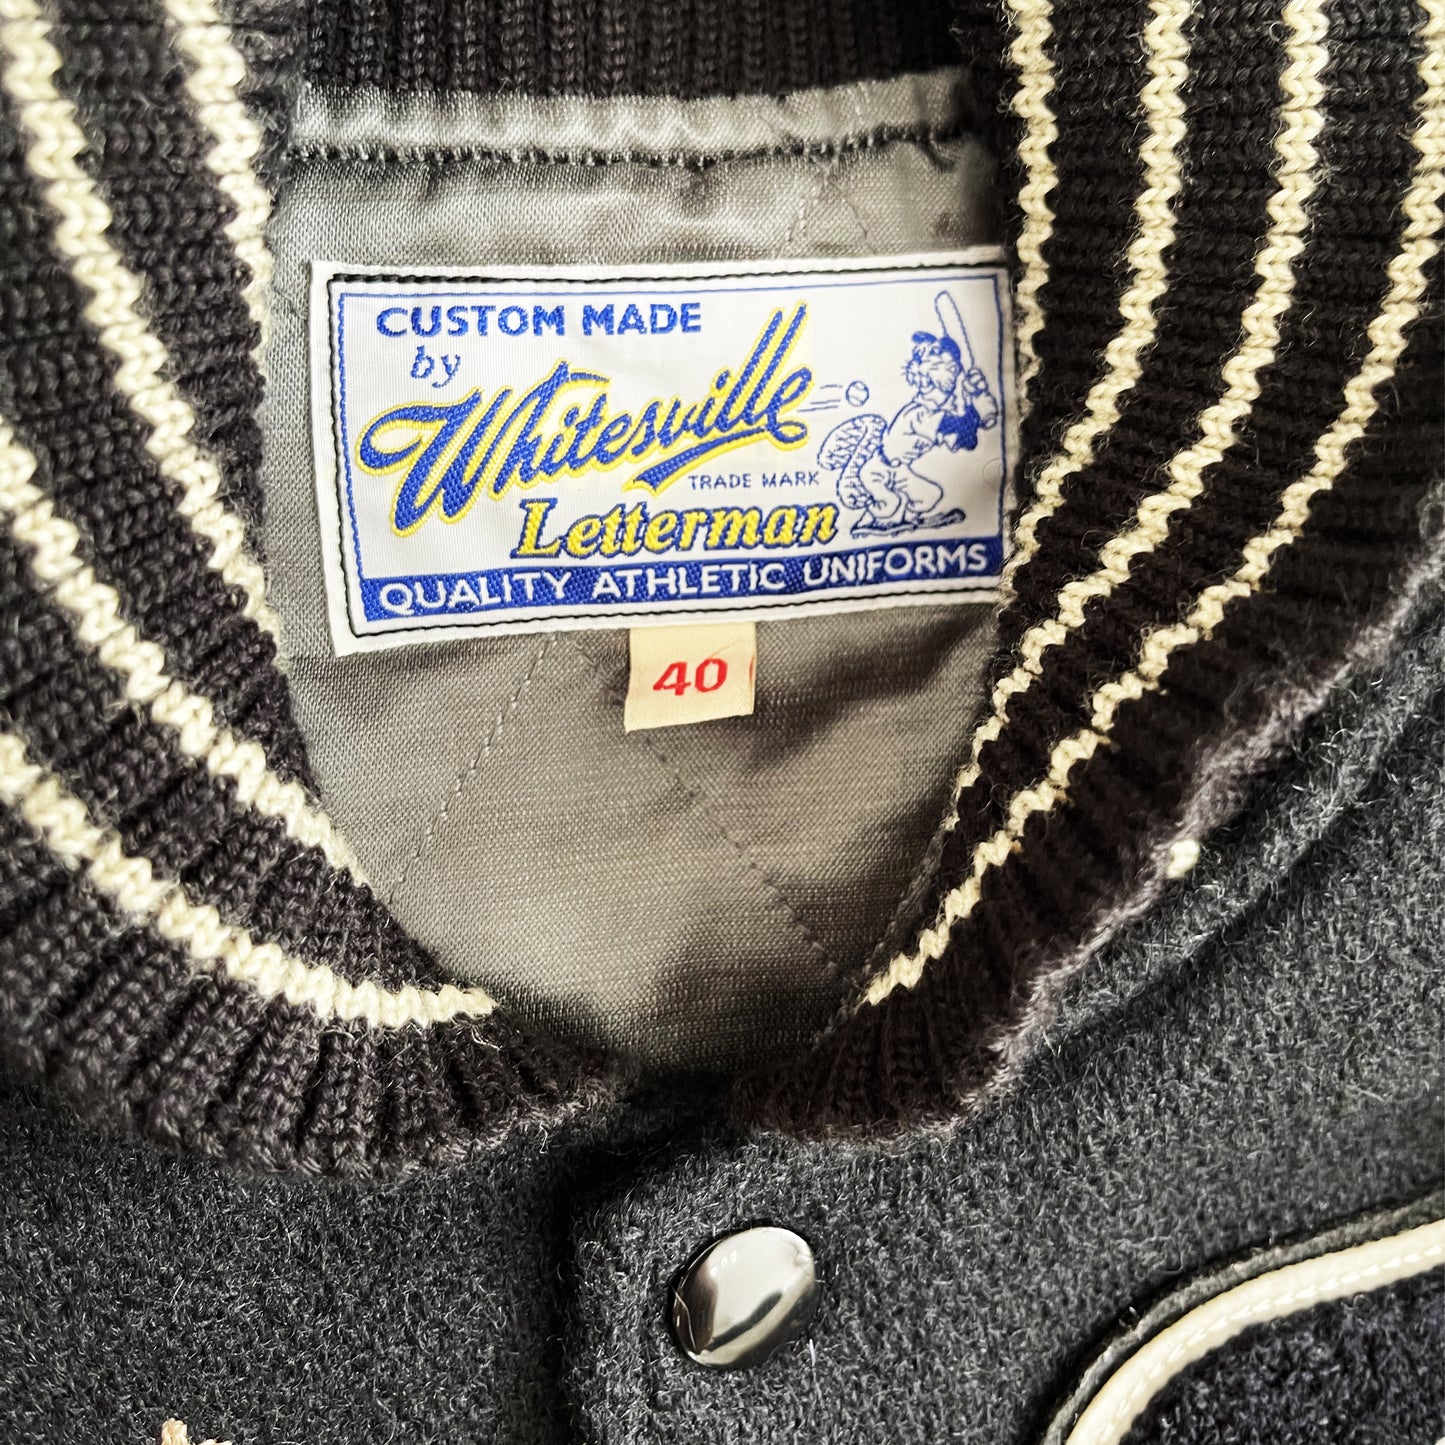 CUSTOM MADE
by
Whitesville
TRADE MARK
Letterman
QUALITY ATHLETIC UNIFORMS
40